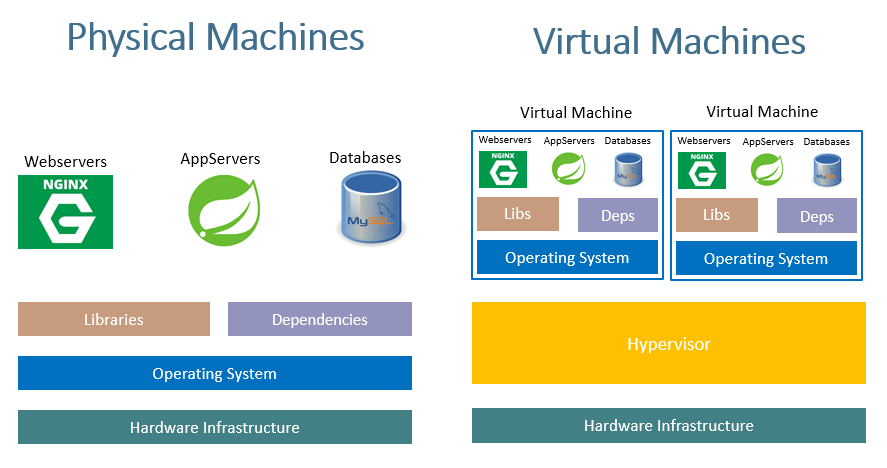 Physical Machines
Webservers
AppServers
Databases
NGINX
G
MySQL
Libraries
Dependencies
Operating System
Hardware Infrastructure
Virtual Machines
Virtual Machine
Webservers
AppServers
Databases
NGINX
G
MySQL
Libs
Deps
Operating System
Virtual Machine
Webservers
AppServers
Databases
NGINX
G
MySQL
Libs
Deps
Operating System
Hypervisor
Hardware Infrastructure